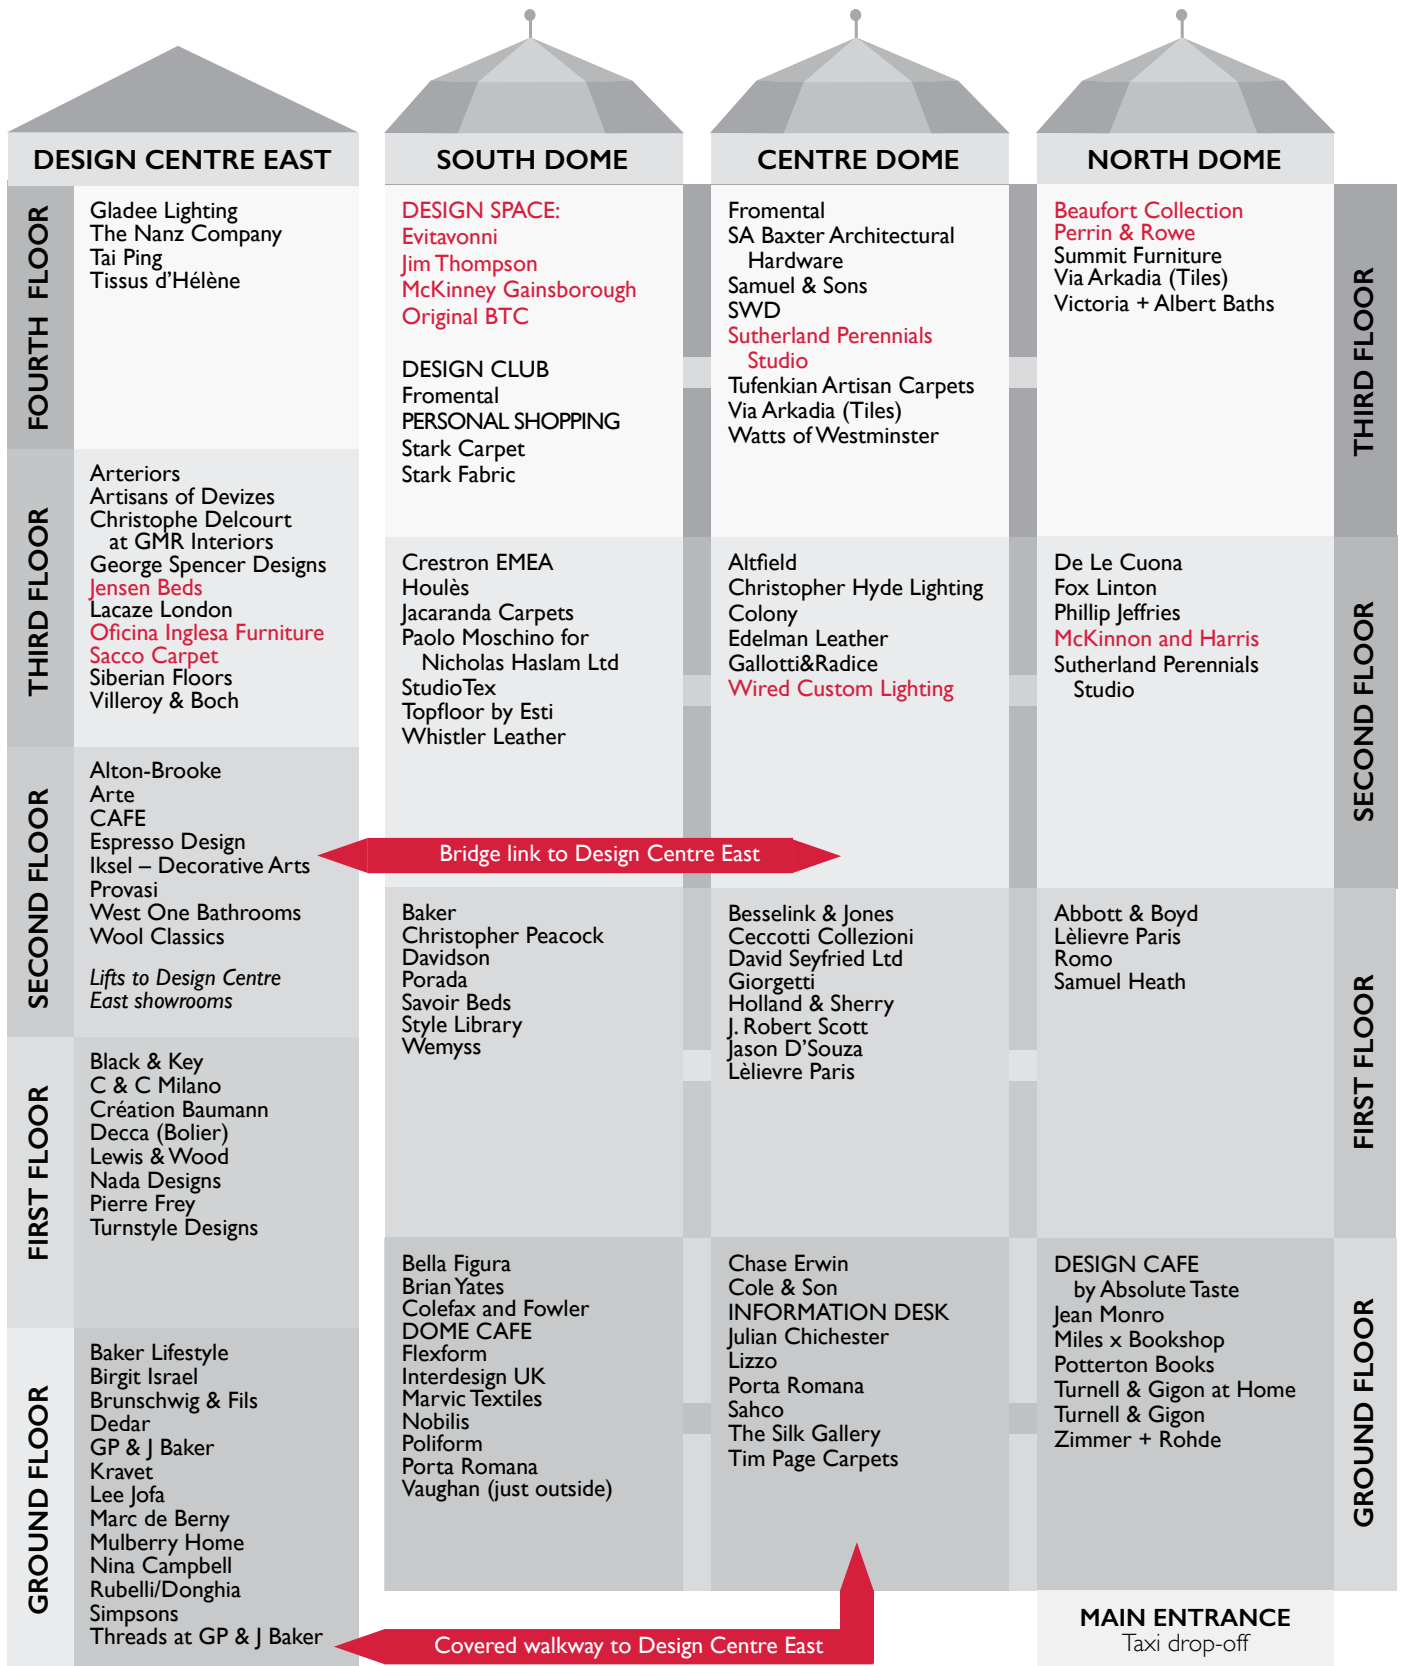 DESIGN CENTRE EAST
FOURTH FLOOR
Gladee Lighting
The Nanz Company
Tai Ping
Tissus d'Hélène
THIRD FLOOR
Arteriors
Artisans of Devizes
Christophe Delcourt
at GMR Interiors
George Spencer Designs
Jensen Beds
Lacaze London
Oficina Inglesa Furniture
Sacco Carpet
Siberian Floors
Villeroy & Boch
SECOND FLOOR
Alton-Brooke
Arte
CAFE
Espresso Design
Iksel – Decorative Arts
Provasi
West One Bathrooms
Wool Classics
Lifts to Design Centre
East showrooms
FIRST FLOOR
Black & Key
C & C Milano
Création Baumann
Decca (Bolier)
Lewis & Wood
Nada Designs
Pierre Frey
Turnstyle Designs
GROUND FLOOR
Baker Lifestyle
Birgit Israel
Brunschwig & Fils
Dedar
GP & J Baker
Kravet
Lee Jofa
Marc de Berny
Mulberry Home
Nina Campbell
Rubelli/Donghia
Simpsons
Threads at GP & J Baker
SOUTH DOME
DESIGN SPACE:
Evitavonni
Jim Thompson
McKinney Gainsborough
Original BTC
DESIGN CLUB
Fromental
PERSONAL SHOPPING
Stark Carpet
Stark Fabric
Crestron EMEA
Houlès
Jacaranda Carpets
Paolo Moschino for
Nicholas Haslam Ltd
StudioTex
Topfloor by Esti
Whistler Leather
Bridge link to Design Centre East
Baker
Christopher Peacock
Davidson
Porada
Savoir Beds
Style Library
Wemyss
Bella Figura
Brian Yates
Colefax and Fowler
DOME CAFE
Flexform
Interdesign UK
Marvic Textiles
Nobilis
Poliform
Porta Romana
Vaughan (just outside)
Covered walkway to Design Centre East
CENTRE DOME
Fromental
SA Baxter Architectural
Hardware
Samuel & Sons
SWD
Sutherland Perennials
Studio
Tufenkian Artisan Carpets
Via Arkadia (Tiles)
Watts of Westminster
Altfield
Christopher Hyde Lighting
Colony
Edelman Leather
Gallotti&Radice
Wired Custom Lighting
Besselink & Jones
Ceccotti Collezioni
David Seyfried Ltd
Giorgetti
Holland & Sherry
J. Robert Scott
Jason D'Souza
Lèlievre Paris
Chase Erwin
Cole & Son
INFORMATION DESK
Julian Chichester
Lizzo
Porta Romana
Sahco
The Silk Gallery
Tim Page Carpets
NORTH DOME
THIRD FLOOR
Beaufort Collection
Perrin & Rowe
Summit Furniture
Via Arkadia (Tiles)
Victoria + Albert Baths
SECOND FLOOR
De Le Cuona
Fox Linton
Phillip Jeffries
McKinnon and Harris
Sutherland Perennials
Studio
FIRST FLOOR
Abbott & Boyd
Lèlievre Paris
Romo
Samuel Heath
GROUND FLOOR
DESIGN CAFE
by Absolute Taste
Jean Monro
Miles x Bookshop
Potterton Books
Turnell & Gigon at Home
Turnell & Gigon
Zimmer + Rohde
MAIN ENTRANCE
Taxi drop-off